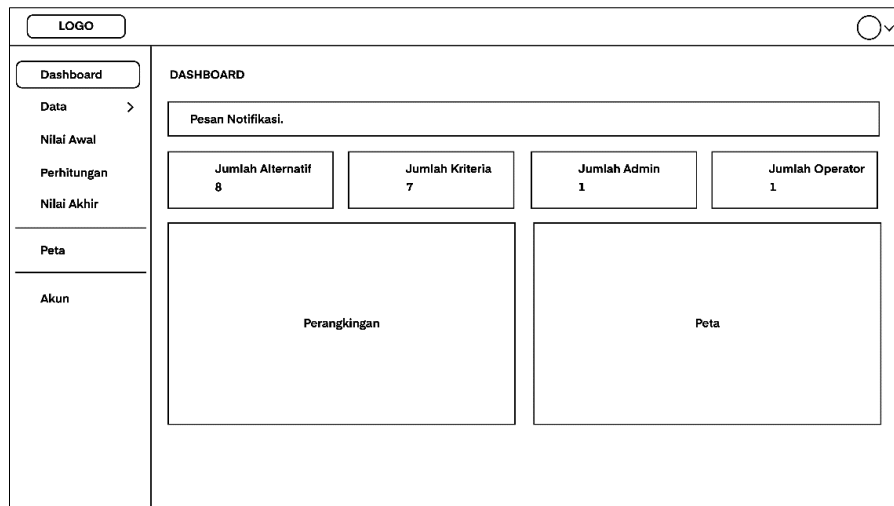 LOGO
Dashboard
Data
Nilai Awal
Perhitungan
Nilai Akhir
Peta
Akun
DASHBOARD
Pesan Notifikasi.
Jumlah Alternatif
8
Jumlah Kriteria
7
Jumlah Admin
1
Jumlah Operator
1
Perangkingan
Peta